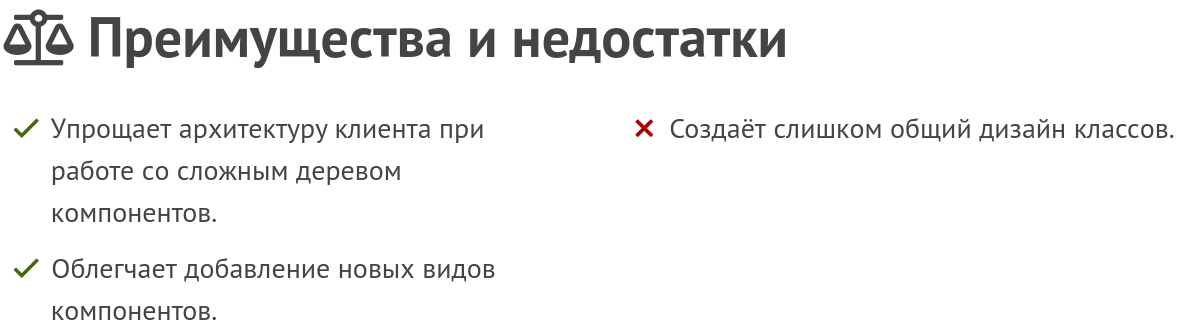 Преимущества и недостатки
Упрощает архитектуру клиента при
работе со сложным деревом
компонентов.
Облегчает добавление новых видов
компонентов.
Создаёт слишком общий дизайн классов.